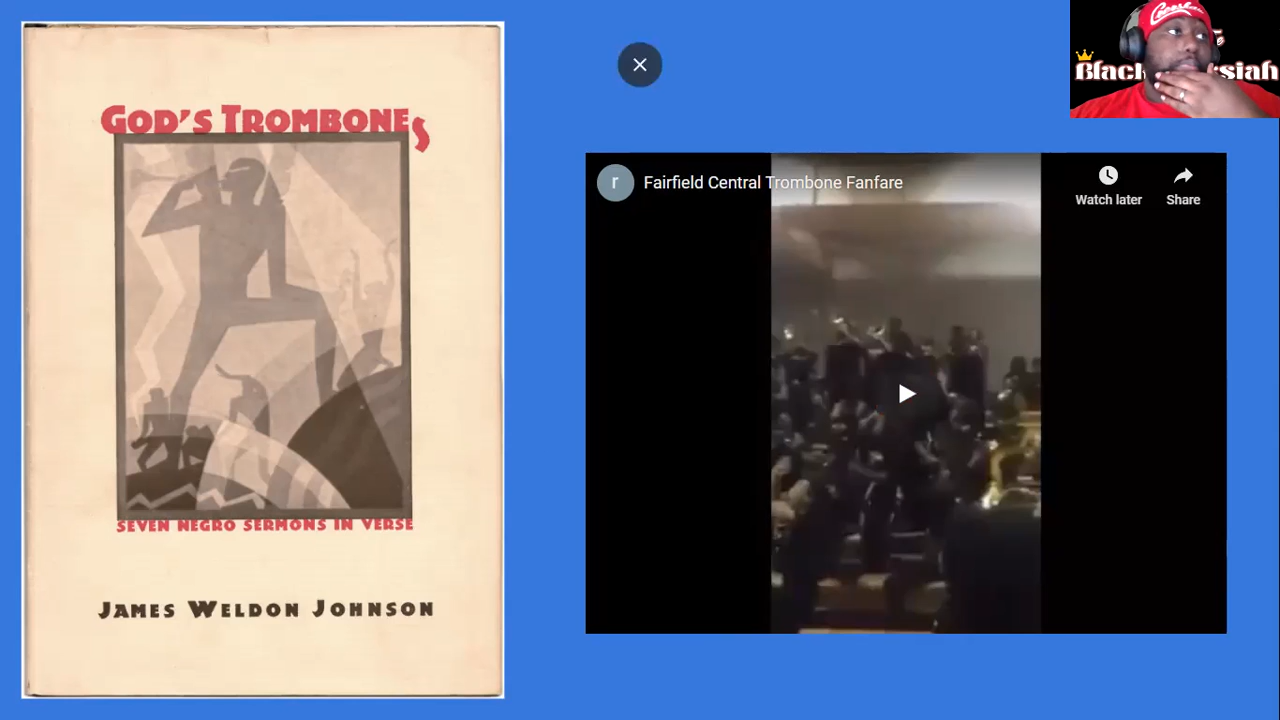 GOD'S TROMBONES
SEVEN NEGRO SERMONS IN VERSE
JAMES WELDON JOHNSON
r
Fairfield Central Trombone Fanfare
Watch later
Share